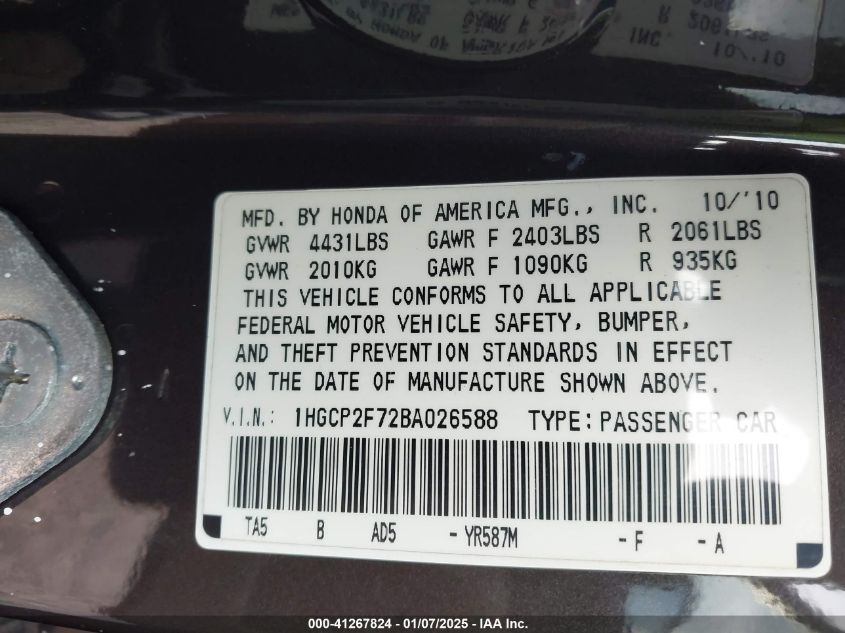 MFD. BY HONDA OF AMERICA MFG., INC. 10/'10
GVWR 4431LBS GAWR F 2403LBS R 2061LBS
GVWR 2010KG GAWR F 1090KG R 935KG
THIS VEHICLE CONFORMS TO ALL APPLICABLE
FEDERAL MOTOR VEHICLE SAFETY, BUMPER,
AND THEFT PREVENTION STANDARDS IN EFFECT
ON THE DATE OF MANUFACTURE SHOWN ABOVE.
V.I.N.: 1HGCP2F72BA026588 TYPE: PASSENGER CAR
TA5 B AD5 - YR587M - F - A
000-41267824 - 01/07/2025 - IAA Inc.